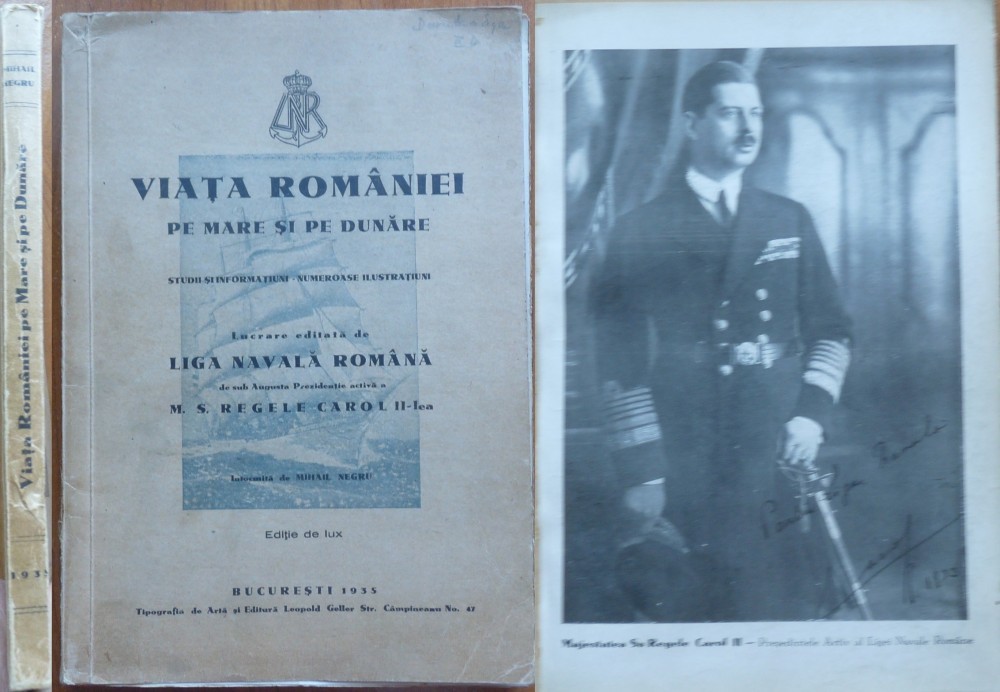 MIHAIL
NEGRU
Viața României pe Mare și pe Dunăre
1935
LNR
VIAȚA ROMÂNIEI
PE MARE ȘI PE DUNĂRE
STUDII ȘI INFORMAȚIUNI - NUMEROASE ILUSTRAȚIUNI
Lucrare editată de
LIGA NAVALĂ ROMÂNĂ
de sub Augusta Prezidenție activă a
M. S. REGELE CAROL II-lea
Întocmită de MIHAIL NEGRU
Ediție de lux
BUCUREȘTI 1935
Tipografia de Artă și Editură Leopold Geller Str. Câmpineanu No. 47
Pentru Liga Navala
Majestatea Sa Regele Carol II — Președintele Activ al Ligii Navale Române